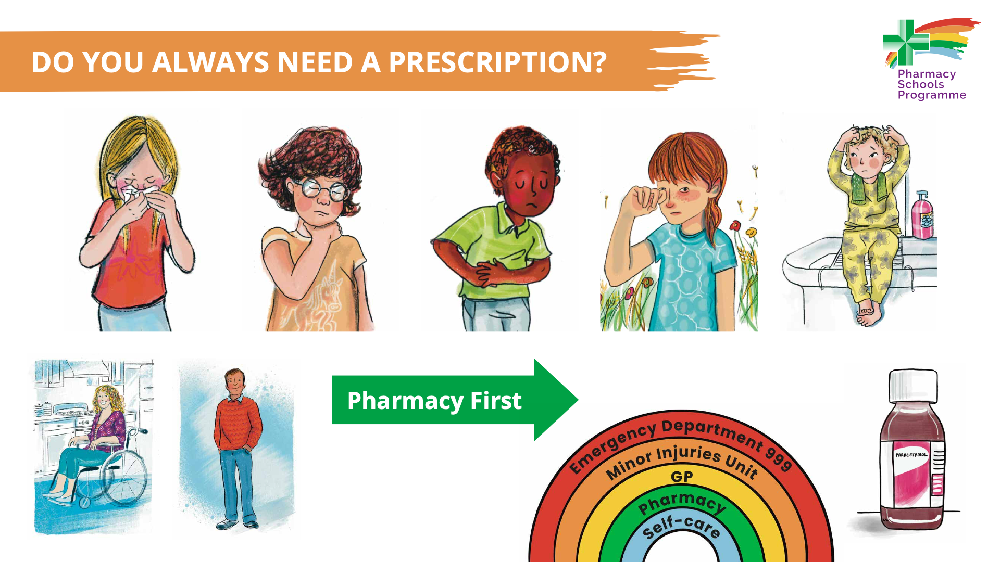 DO YOU ALWAYS NEED A PRESCRIPTION?
Pharmacy
Schools
Programme
Pharmacy First
Emergency Department 999
Minor Injuries Unit
GP
Pharmacy
Self-care
PARACETAMOL